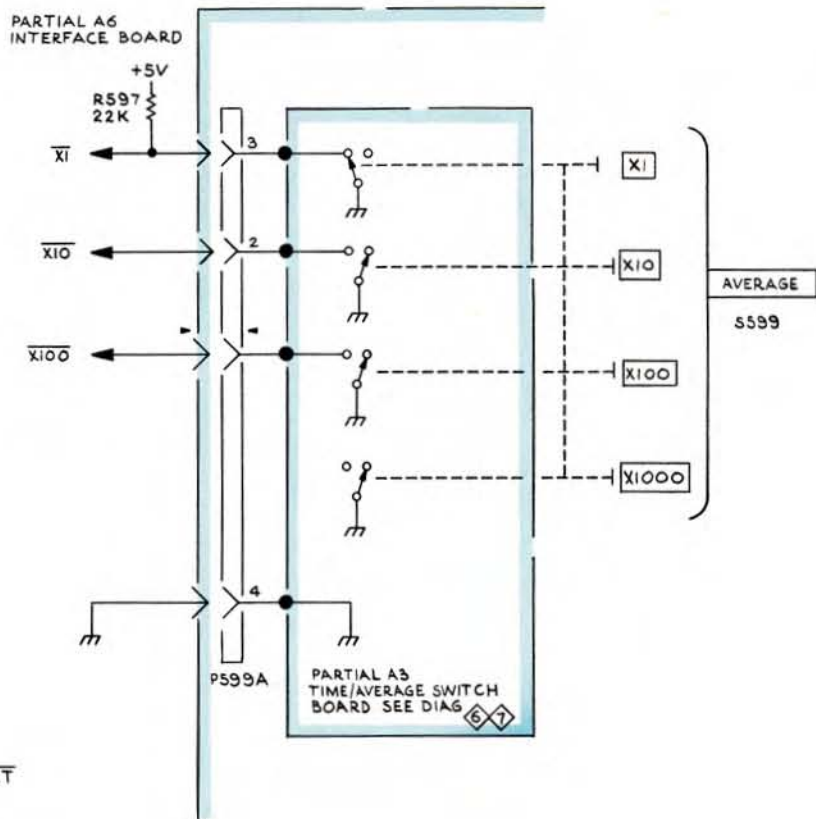 PARTIAL A6
INTERFACE BOARD
+5V
R597
22K
X1
3
X1
X10
2
X10
AVERAGE
S599
X100
X100
X1000
4
P599A
PARTIAL A3
TIME/AVERAGE SWITCH
BOARD SEE DIAG 6 7
T